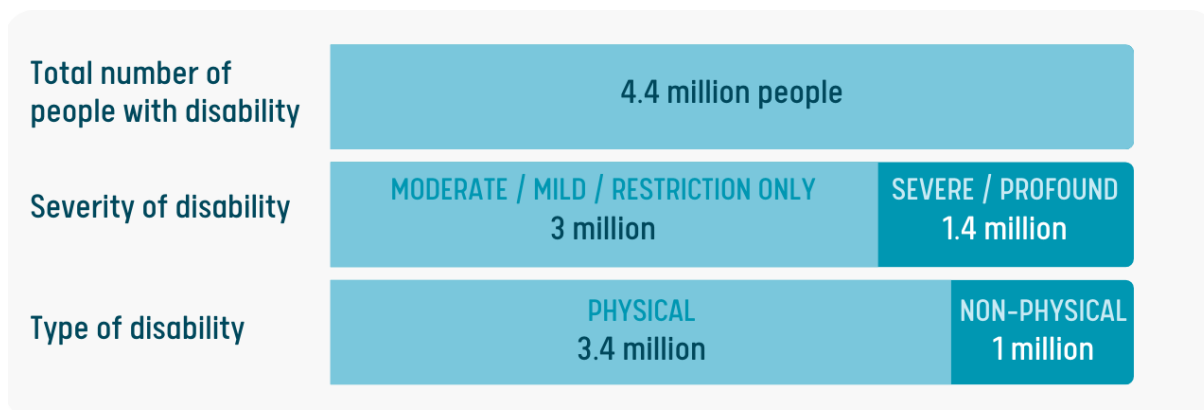 Total number of
people with disability
4.4 million people
Severity of disability
MODERATE / MILD / RESTRICTION ONLY
3 million
SEVERE / PROFOUND
1.4 million
Type of disability
PHYSICAL
3.4 million
NON-PHYSICAL
1 million